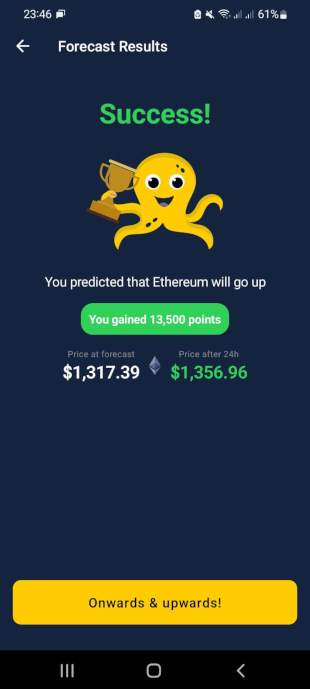 23:46 61%
Forecast Results
Success!
You predicted that Ethereum will go up
You gained 13,500 points
Price at forecast Price after 24h
$1,317.39 $1,356.96
Onwards & upwards!